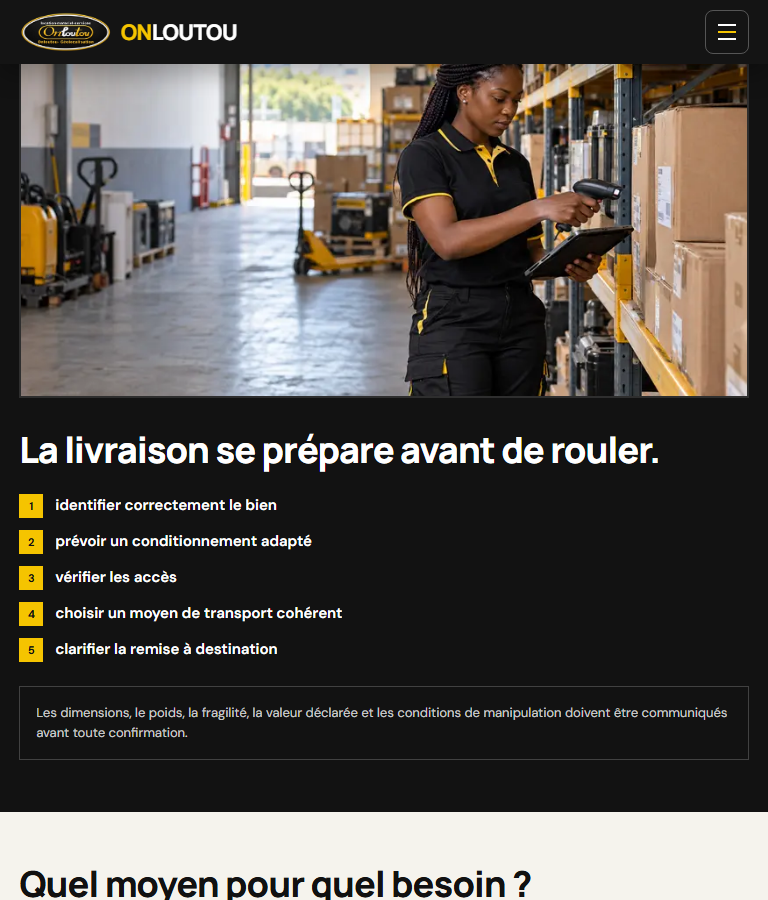 Onloutou
ONLOUTOU
La livraison se prépare avant de rouler.
1 identifier correctement le bien
2 prévoir un conditionnement adapté
3 vérifier les accès
4 choisir un moyen de transport cohérent
5 clarifier la remise à destination
Les dimensions, le poids, la fragilité, la valeur déclarée et les conditions de manipulation doivent être communiqués
avant toute confirmation.
Quel moyen pour quel besoin ?